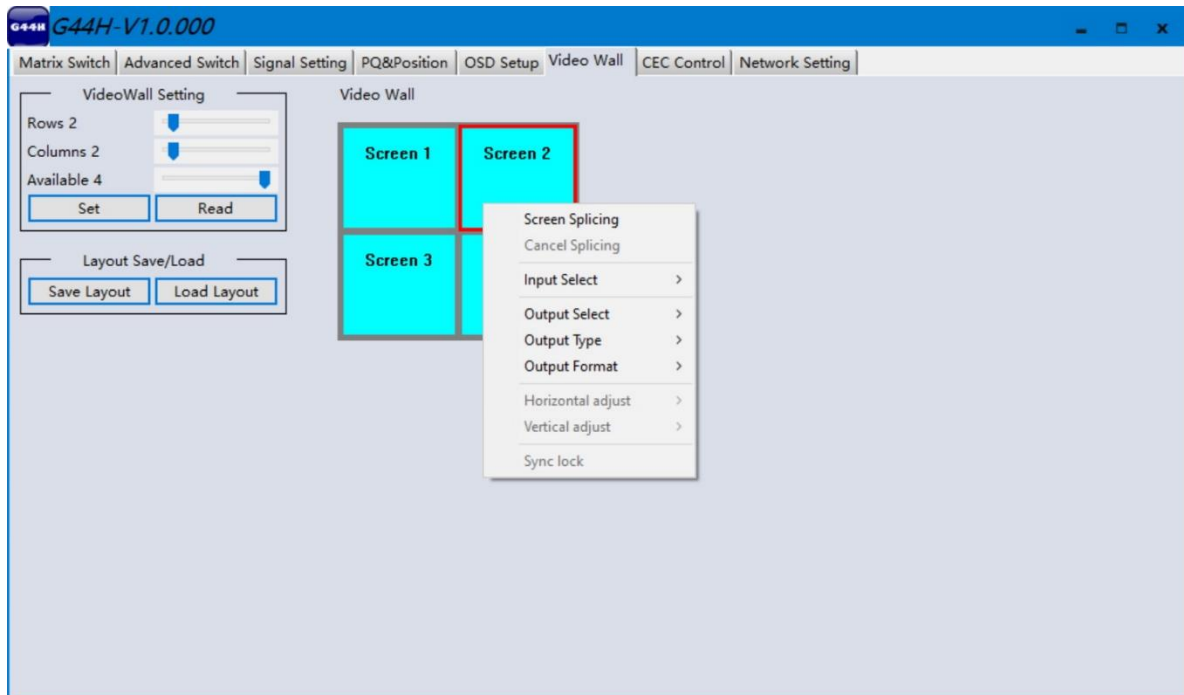 G44H G44H-V1.0.000
Matrix Switch Advanced Switch Signal Setting PQ&Position OSD Setup Video Wall CEC Control Network Setting
VideoWall Setting
Rows 2
Columns 2
Available 4
Set Read
Layout Save/Load
Save Layout Load Layout
Video Wall
Screen 1 Screen 2
Screen 3
Screen Splicing
Cancel Splicing
Input Select
Output Select
Output Type
Output Format
Horizontal adjust
Vertical adjust
Sync lock